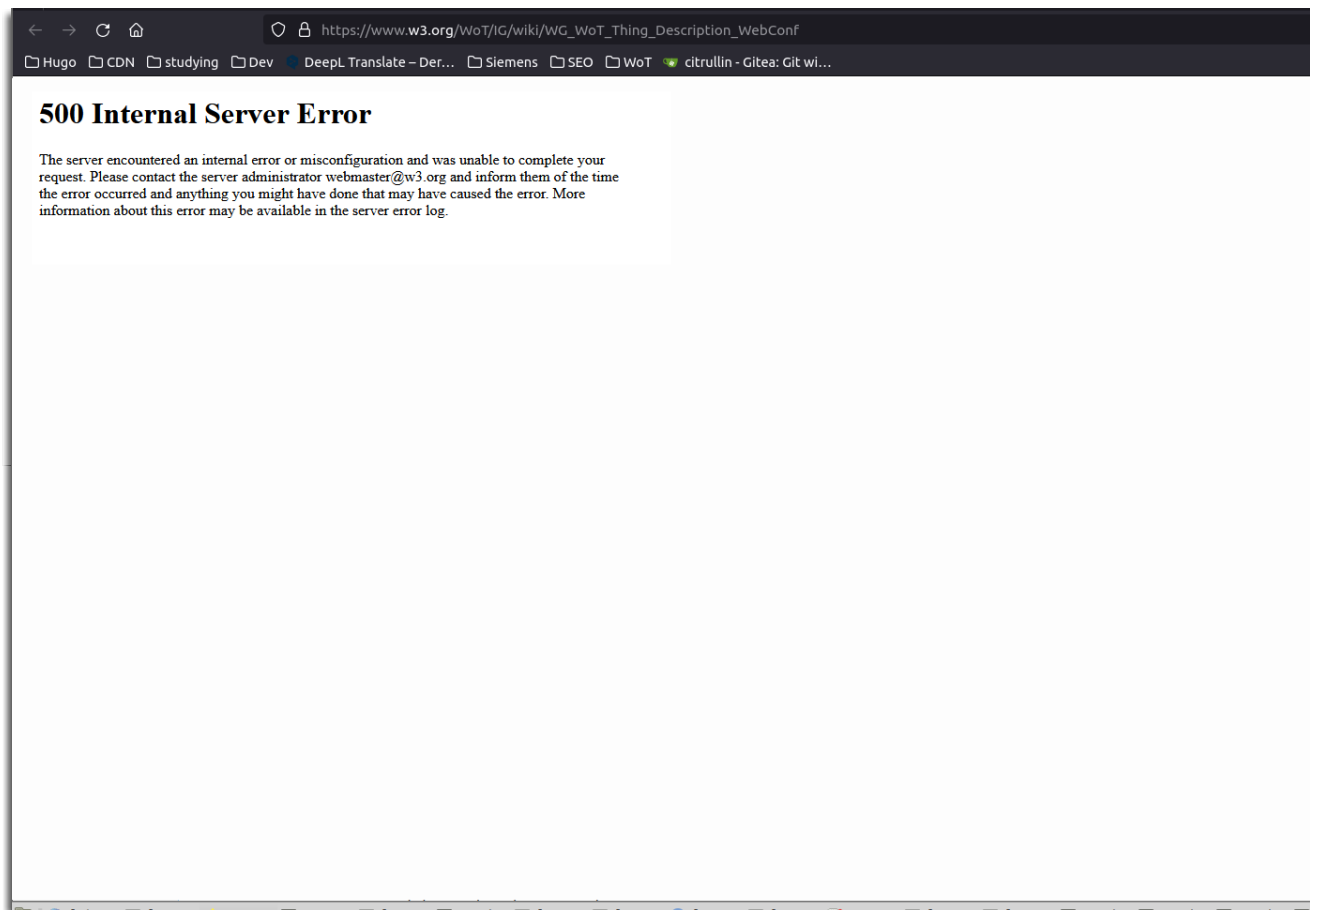 https://www.w3.org/WoT/IG/wiki/WG_WoT_Thing_Description_WebConf
Hugo CDN studying Dev DeepL Translate – Der… Siemens SEO WoT citrullin - Gitea: Git wi…
500 Internal Server Error
The server encountered an internal error or misconfiguration and was unable to complete your
request. Please contact the server administrator webmaster@w3.org and inform them of the time
the error occurred and anything you might have done that may have caused the error. More
information about this error may be available in the server error log.